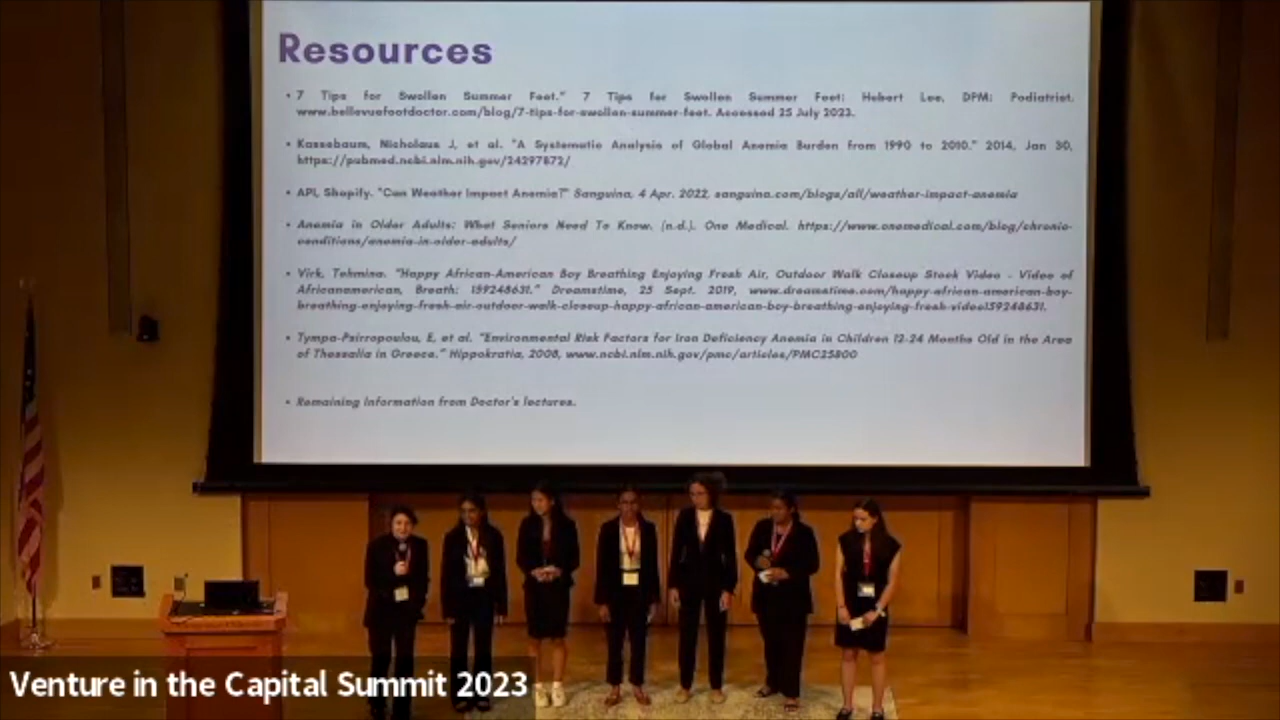 Resources
• 7 Tips for Swollen Summer Feet." 7 Tips for Swollen Summer Feet: Hubert Lee, DPM: Podiatrist,
www.bellevuefootdoctor.com/blog/7-tips-for-swollen-summer-feet. Accessed 25 July 2023.
• Kassebaum, Nicholaus J, et al. "A Systematic Analysis of Global Anemia Burden from 1990 to 2010." 2014, Jan 30,
https://pubmed.ncbi.nlm.nih.gov/24297872/
• API, Shopify. "Can Weather Impact Anemia?" Sanguina, 4 Apr. 2022, sanguina.com/blogs/all/weather-impact-anemia
• Anemia in Older Adults: What Seniors Need To Know. (n.d.). One Medical. https://www.onemedical.com/blog/chronic-
conditions/anemia-in-older-adults/
• Virk, Tehmina. "Happy African-American Boy Breathing Enjoying Fresh Air, Outdoor Walk Closeup Stock Video - Video of
Africanamerican, Breath: 159248631." Dreamstime, 25 Sept. 2019, www.dreamstime.com/happy-african-american-boy-
breathing-enjoying-fresh-air-outdoor-walk-closeup-happy-african-american-boy-breathing-enjoying-fresh-video159248631.
• Tympa-Psirropoulou, E, et al. "Environmental Risk Factors for Iron Deficiency Anemia in Children 12-24 Months Old in the Area
of Thessalia in Greece." Hippokratia, 2008, www.ncbi.nlm.nih.gov/pmc/articles/PMC25800
• Remaining information from Doctor's lectures.
Venture in the Capital Summit 2023